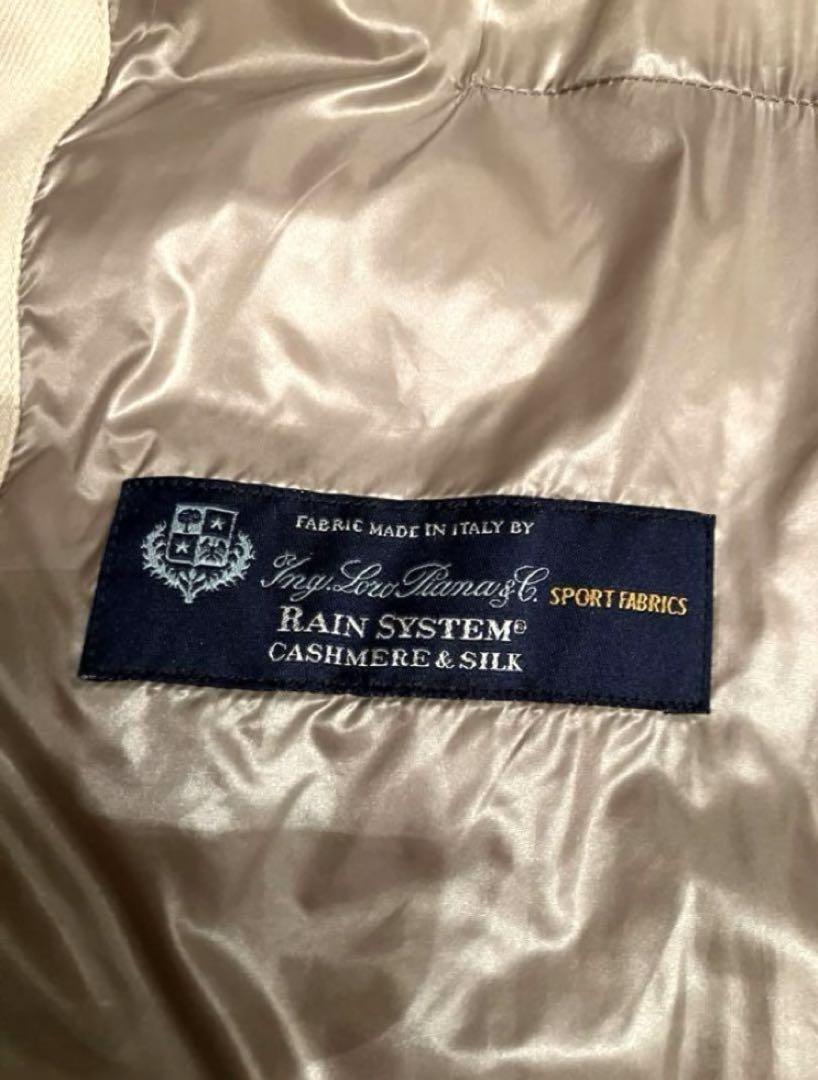 FABRIC MADE IN ITALY BY
Ing. Loro Piana & C. SPORT FABRICS
RAIN SYSTEM®
CASHMERE & SILK